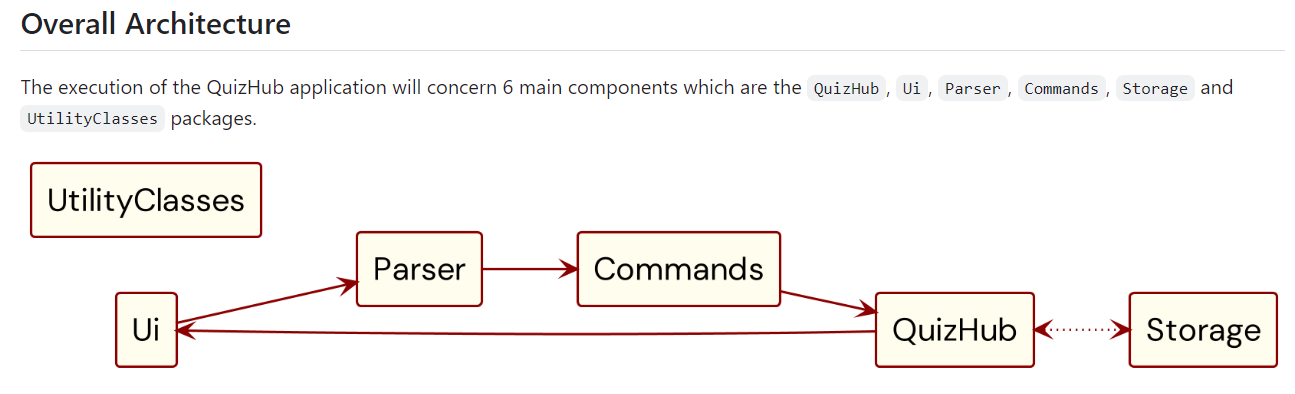 Overall Architecture
The execution of the QuizHub application will concern 6 main components which are the QuizHub, Ui, Parser, Commands, Storage and
UtilityClasses packages.
UtilityClasses
Parser
Commands
Ui
QuizHub
Storage